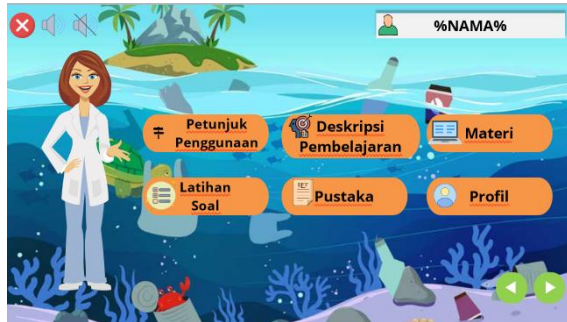 %NAMA%
Petunjuk
Penggunaan
Deskripsi
Pembelajaran
Materi
Latihan
Soal
Pustaka
Profil